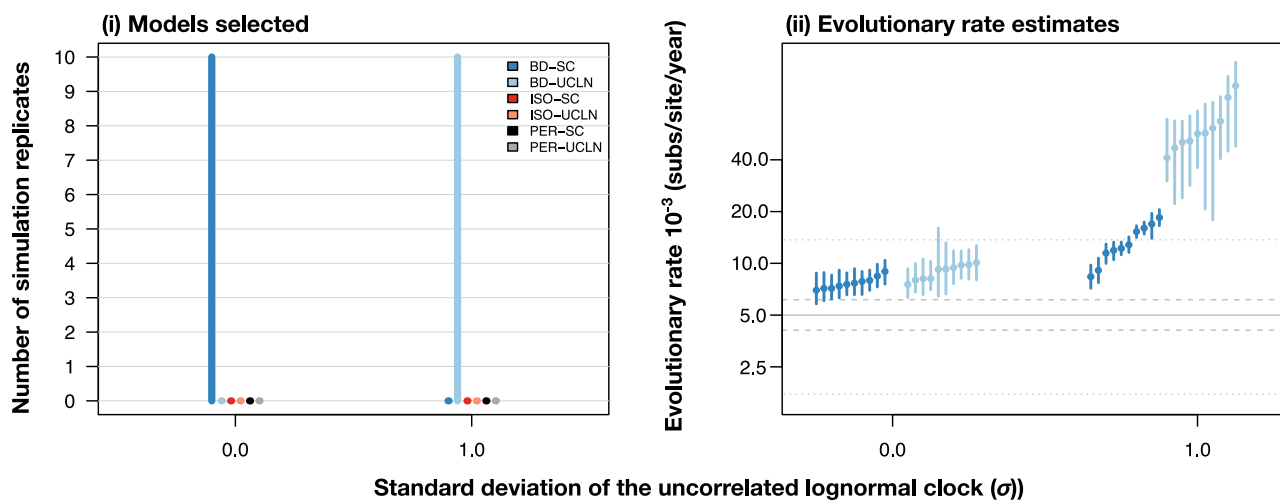 (i) Models selected
Number of simulation replicates
10
9
8
7
6
5
4
3
2
1
0
BD−SC
BD−UCLN
ISO−SC
ISO−UCLN
PER−SC
PER−UCLN
0.0
1.0
(ii) Evolutionary rate estimates
Evolutionary rate 10⁻³ (subs/site/year)
40.0
20.0
10.0
5.0
2.5
0.0
1.0
Standard deviation of the uncorrelated lognormal clock (σ))